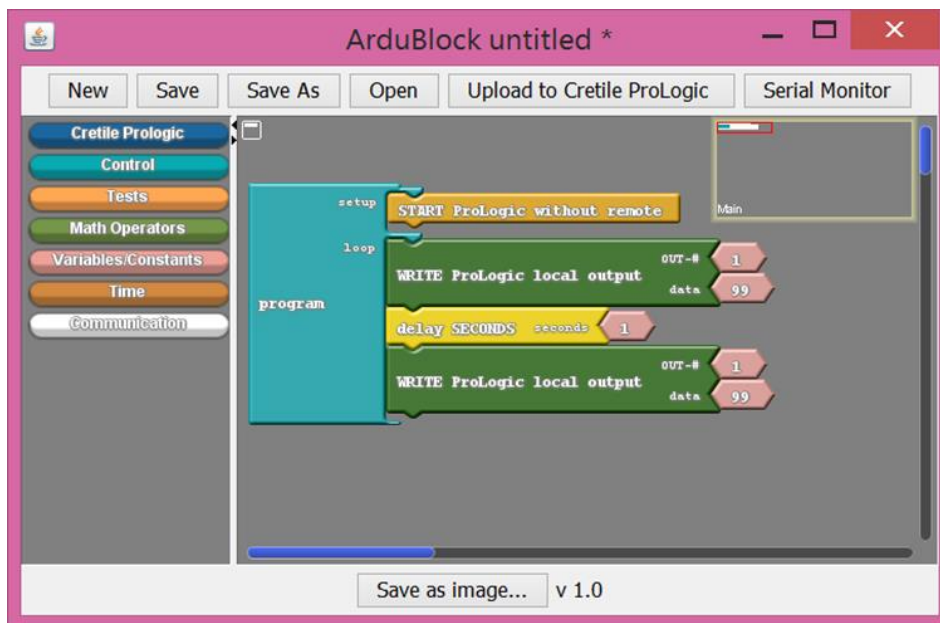 ArduBlock untitled *
New Save Save As Open Upload to Cretile ProLogic Serial Monitor
Cretile Prologic
Control
Tests
Math Operators
Variables/Constants
Time
Communication
Main
program
setup
START ProLogic without remote
loop
WRITE ProLogic local output OUT-# 1
data 99
delay SECONDS seconds 1
WRITE ProLogic local output OUT-# 1
data 99
Save as image... v 1.0